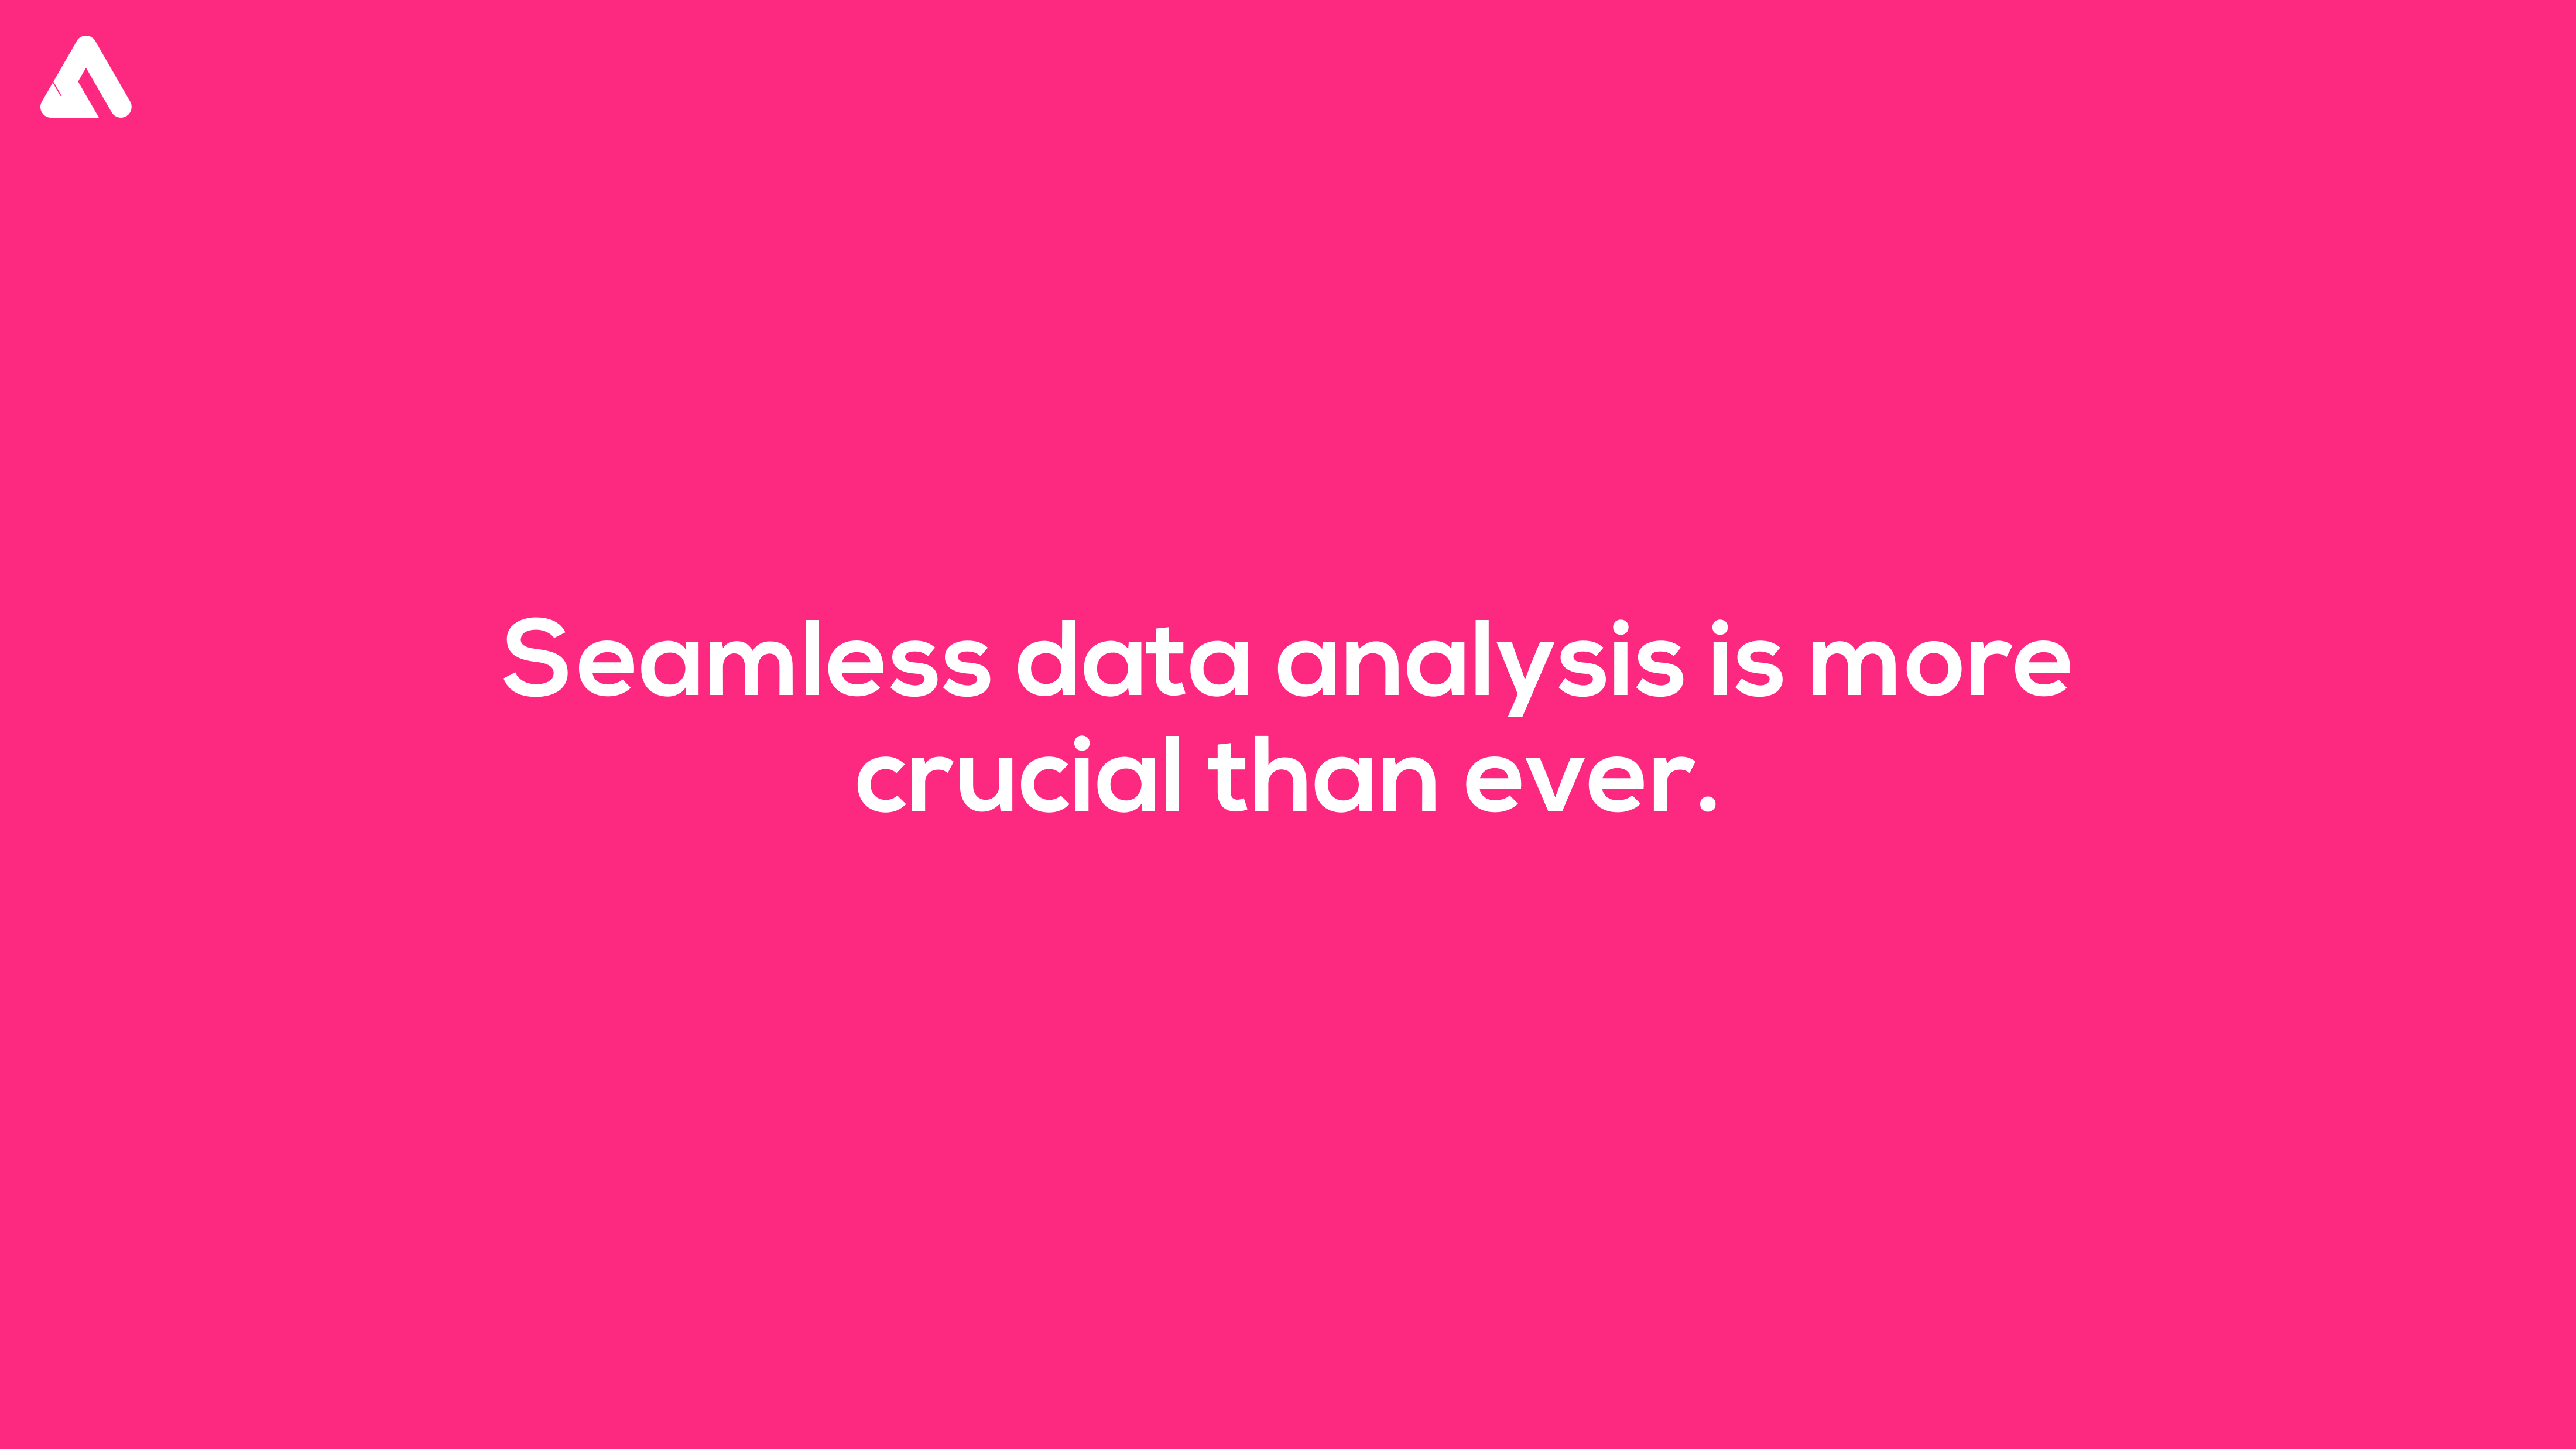 Seamless data analysis is more
crucial than ever.